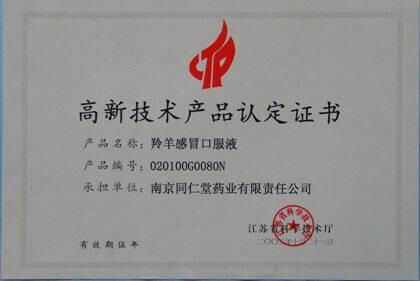 高新技术产品认定证书
产品名称：羚羊感冒口服液
产品编号：020100G0080N
承担单位：南京同仁堂药业有限责任公司
江苏省科学技术厅
有效期伍年